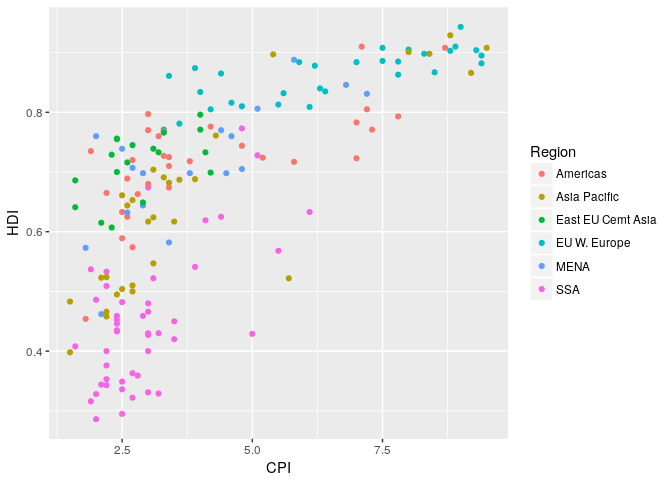 0.8
0.6
0.4
HDI
2.5
5.0
7.5
CPI
Region
Americas
Asia Pacific
East EU Cemt Asia
EU W. Europe
MENA
SSA